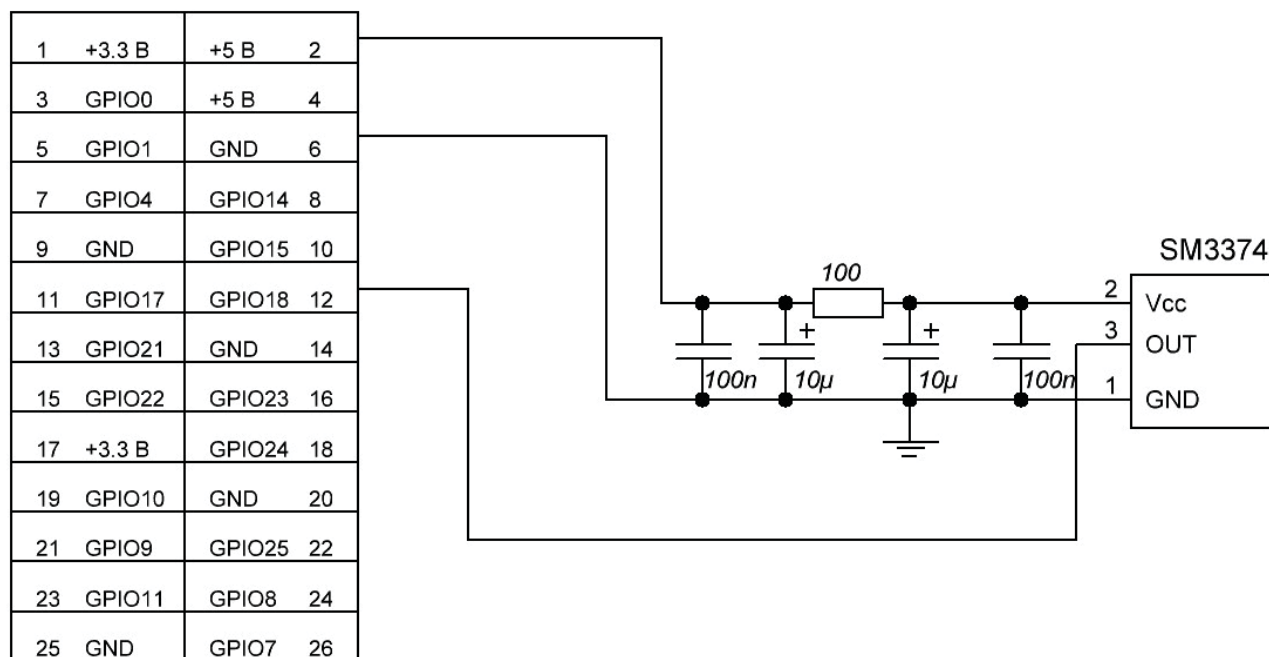 1 +3.3 В +5 В 2
3 GPIO0 +5 В 4
5 GPIO1 GND 6
7 GPIO4 GPIO14 8
9 GND GPIO15 10
11 GPIO17 GPIO18 12
13 GPIO21 GND 14
15 GPIO22 GPIO23 16
17 +3.3 В GPIO24 18
19 GPIO10 GND 20
21 GPIO9 GPIO25 22
23 GPIO11 GPIO8 24
25 GND GPIO7 26
100
+
+
100n
10µ
10µ
100n
SM3374
2 Vcc
3 OUT
1 GND